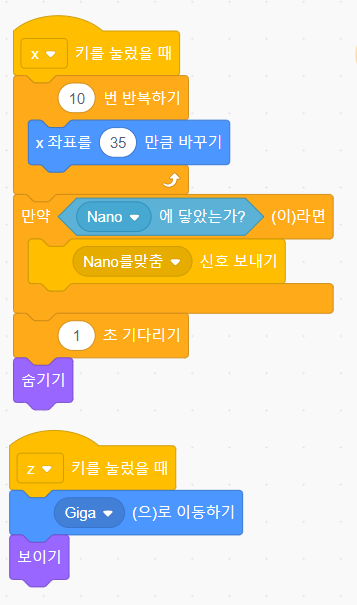 x 키를 눌렀을 때
10 번 반복하기
x 좌표를 35 만큼 바꾸기
만약 Nano 에 닿았는가? (이)라면
Nano를맞춤 신호 보내기
1 초 기다리기
숨기기
z 키를 눌렀을 때
Giga (으)로 이동하기
보이기